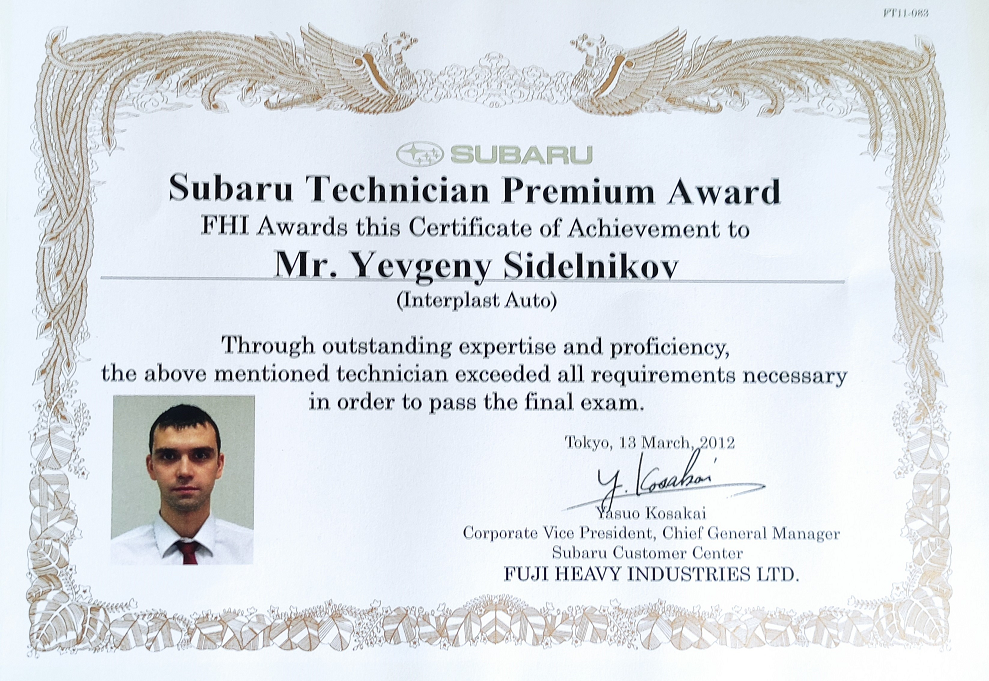 FT11-063
SUBARU
Subaru Technician Premium Award
FHI Awards this Certificate of Achievement to
Mr. Yevgeny Sidelnikov
(Interplast Auto)
Through outstanding expertise and proficiency,
the above mentioned technician exceeded all requirements necessary
in order to pass the final exam.
Tokyo, 13 March, 2012
Y. Kosakai
Yasuo Kosakai
Corporate Vice President, Chief General Manager
Subaru Customer Center
FUJI HEAVY INDUSTRIES LTD.